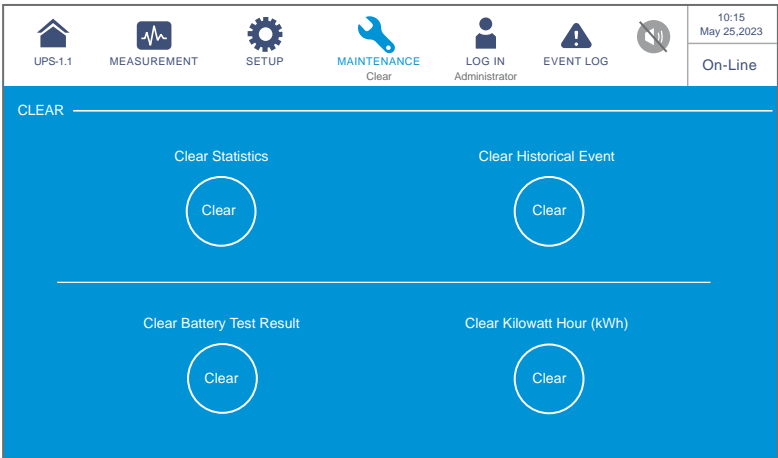 10:15
May 25,2023
UPS-1.1 MEASUREMENT SETUP MAINTENANCE LOG IN EVENT LOG
Clear Administrator
On-Line
CLEAR
Clear Statistics Clear Historical Event
Clear Clear
Clear Battery Test Result Clear Kilowatt Hour (kWh)
Clear Clear